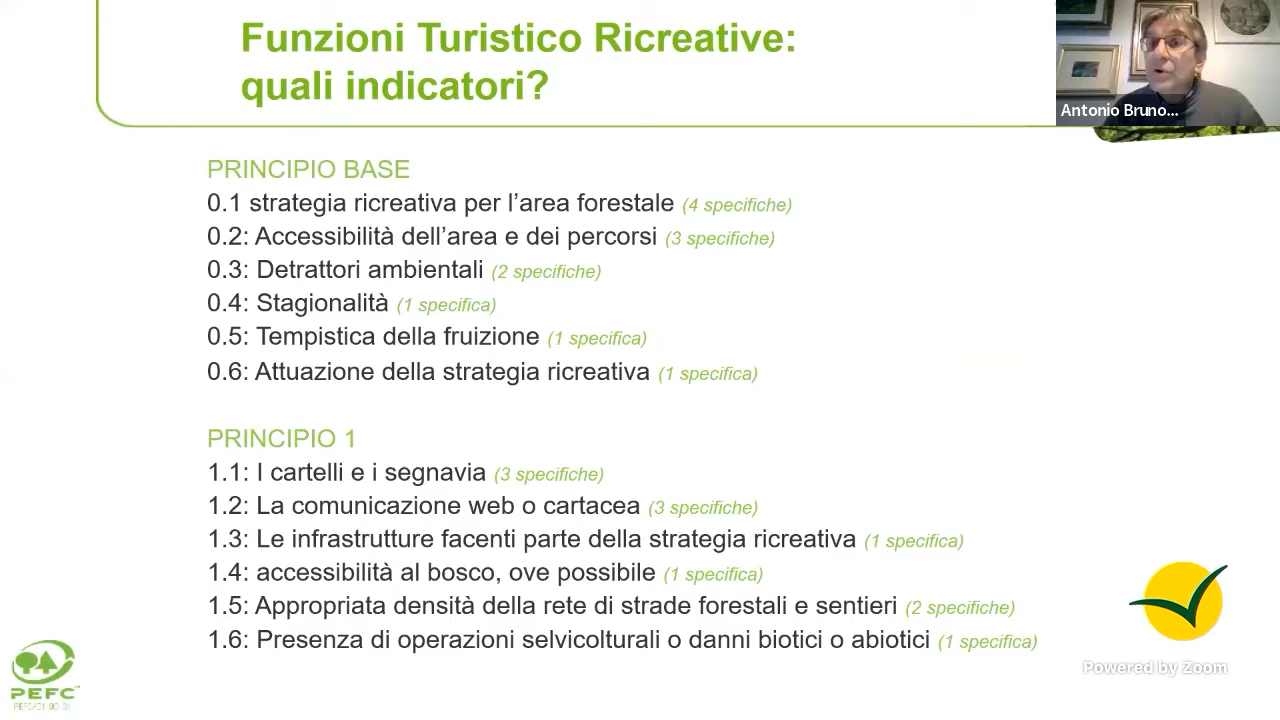 Funzioni Turistico Ricreative:
quali indicatori?
Antonio Bruno...
PRINCIPIO BASE
0.1 strategia ricreativa per l’area forestale (4 specifiche)
0.2: Accessibilità dell’area e dei percorsi (3 specifiche)
0.3: Detrattori ambientali (2 specifiche)
0.4: Stagionalità (1 specifica)
0.5: Tempistica della fruizione (1 specifica)
0.6: Attuazione della strategia ricreativa (1 specifica)
PRINCIPIO 1
1.1: I cartelli e i segnavia (3 specifiche)
1.2: La comunicazione web o cartacea (3 specifiche)
1.3: Le infrastrutture facenti parte della strategia ricreativa (1 specifica)
1.4: accessibilità al bosco, ove possibile (1 specifica)
1.5: Appropriata densità della rete di strade forestali e sentieri (2 specifiche)
1.6: Presenza di operazioni selvicolturali o danni biotici o abiotici (1 specifica)
Powered by Zoom
PEFC